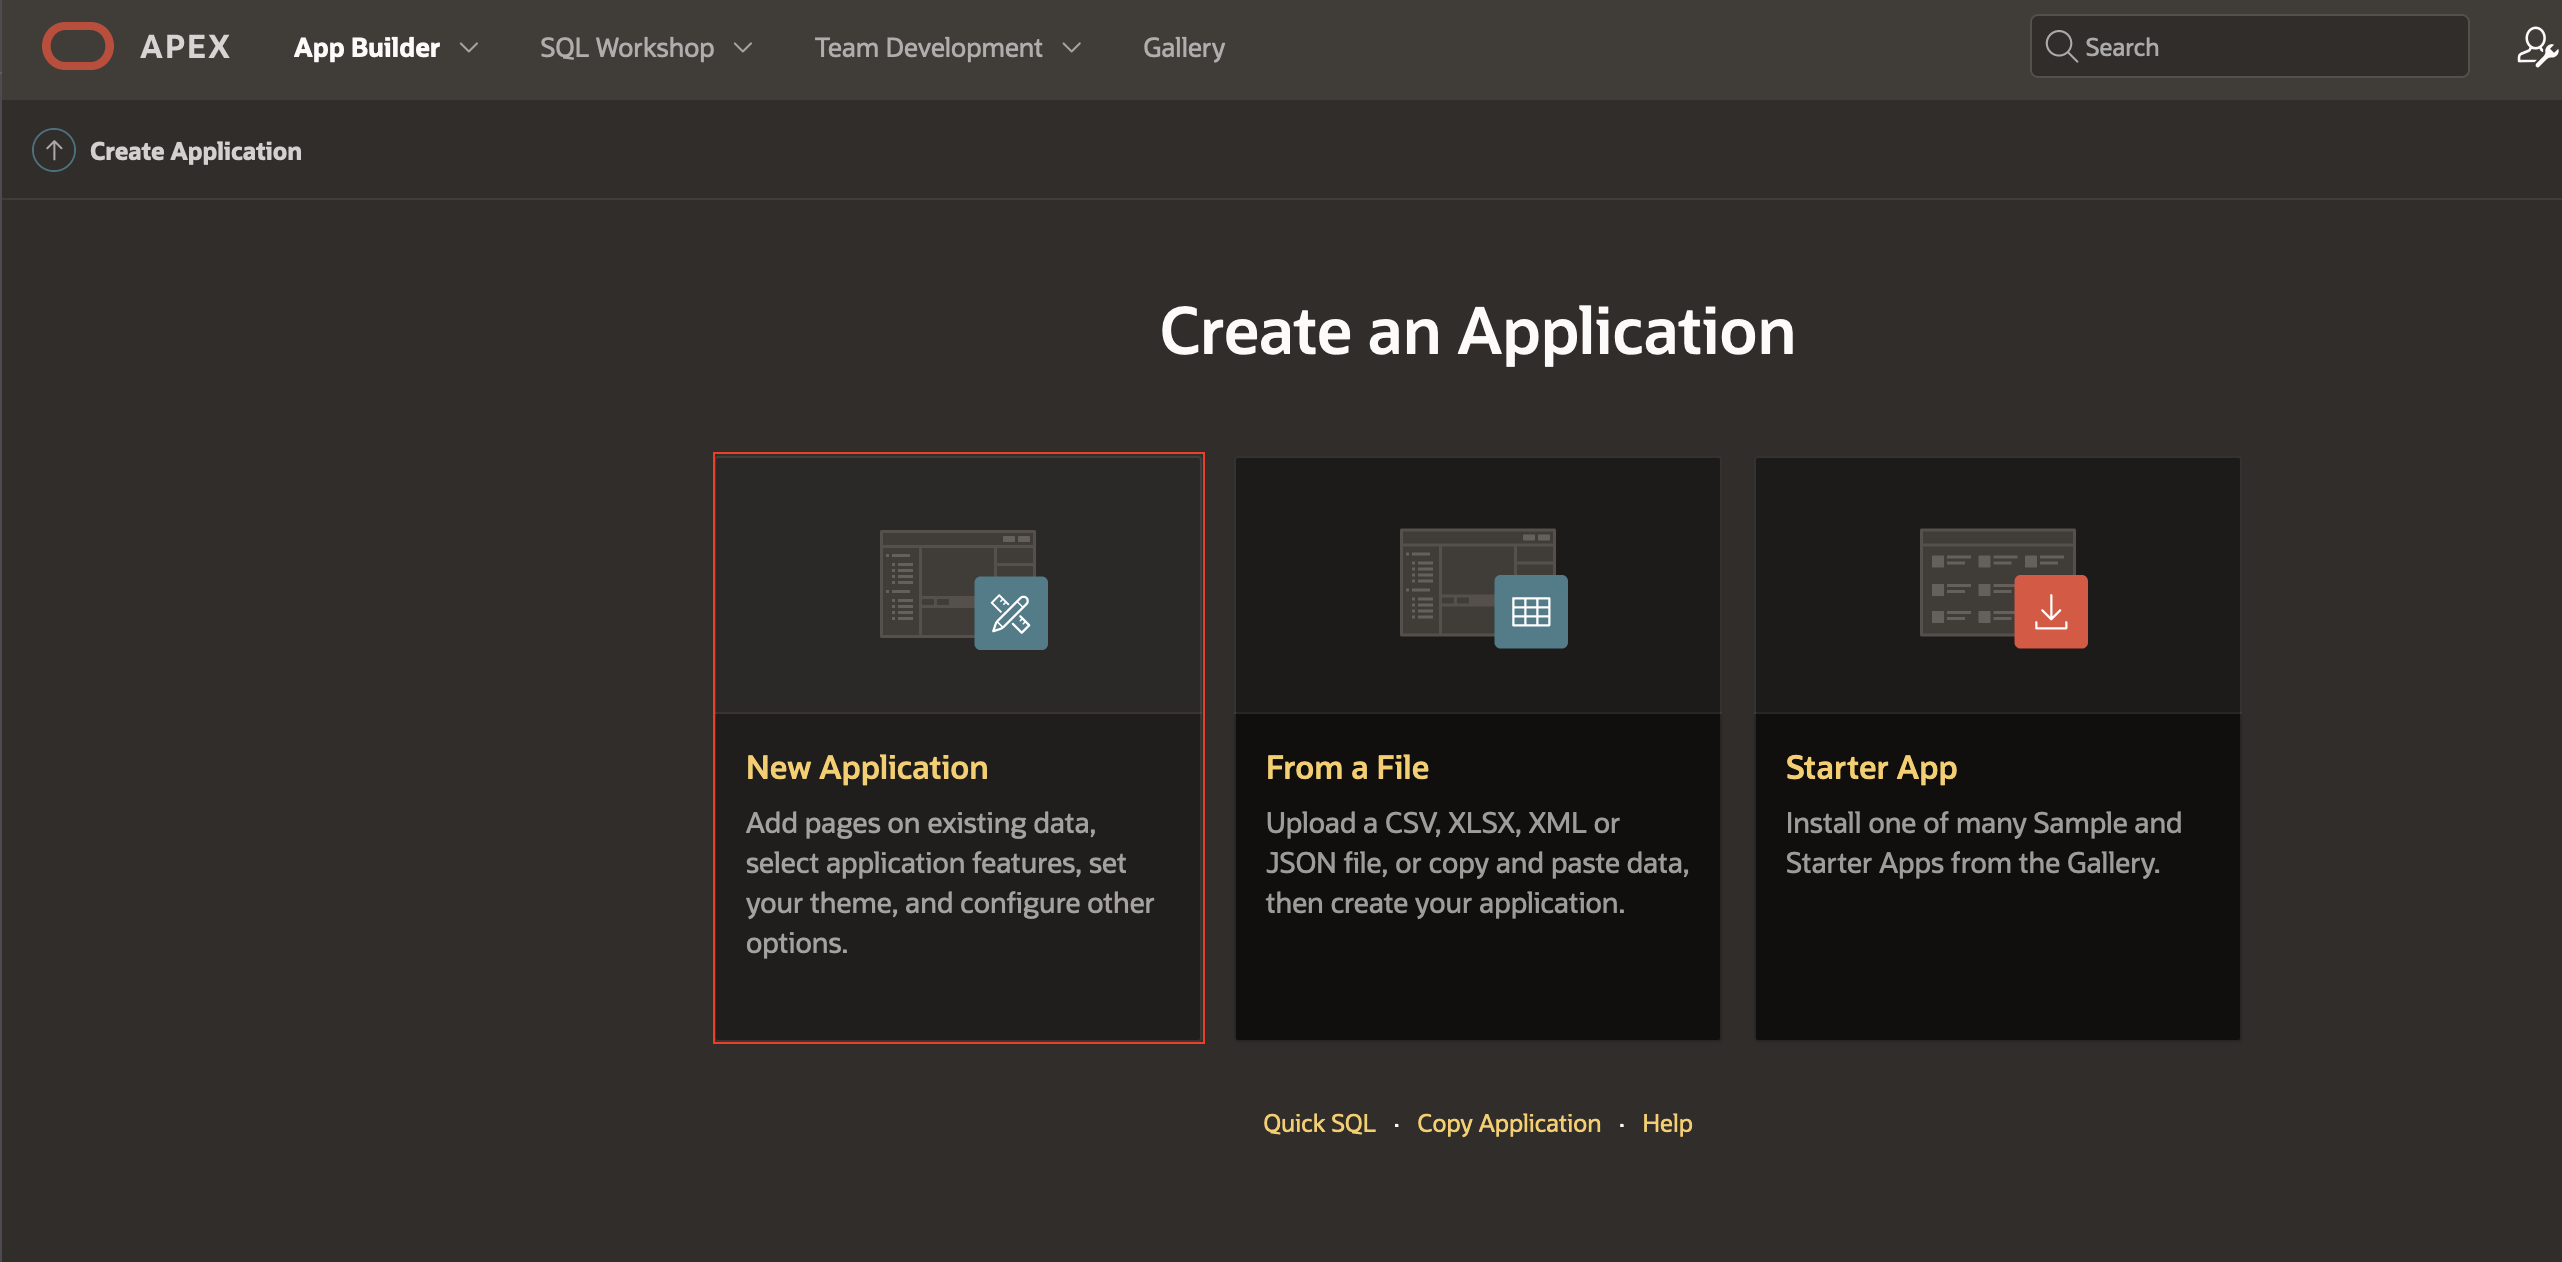 APEX App Builder SQL Workshop Team Development Gallery Search
Create Application
Create an Application
New Application
Add pages on existing data,
select application features, set
your theme, and configure other
options.
From a File
Upload a CSV, XLSX, XML or
JSON file, or copy and paste data,
then create your application.
Starter App
Install one of many Sample and
Starter Apps from the Gallery.
Quick SQL · Copy Application · Help